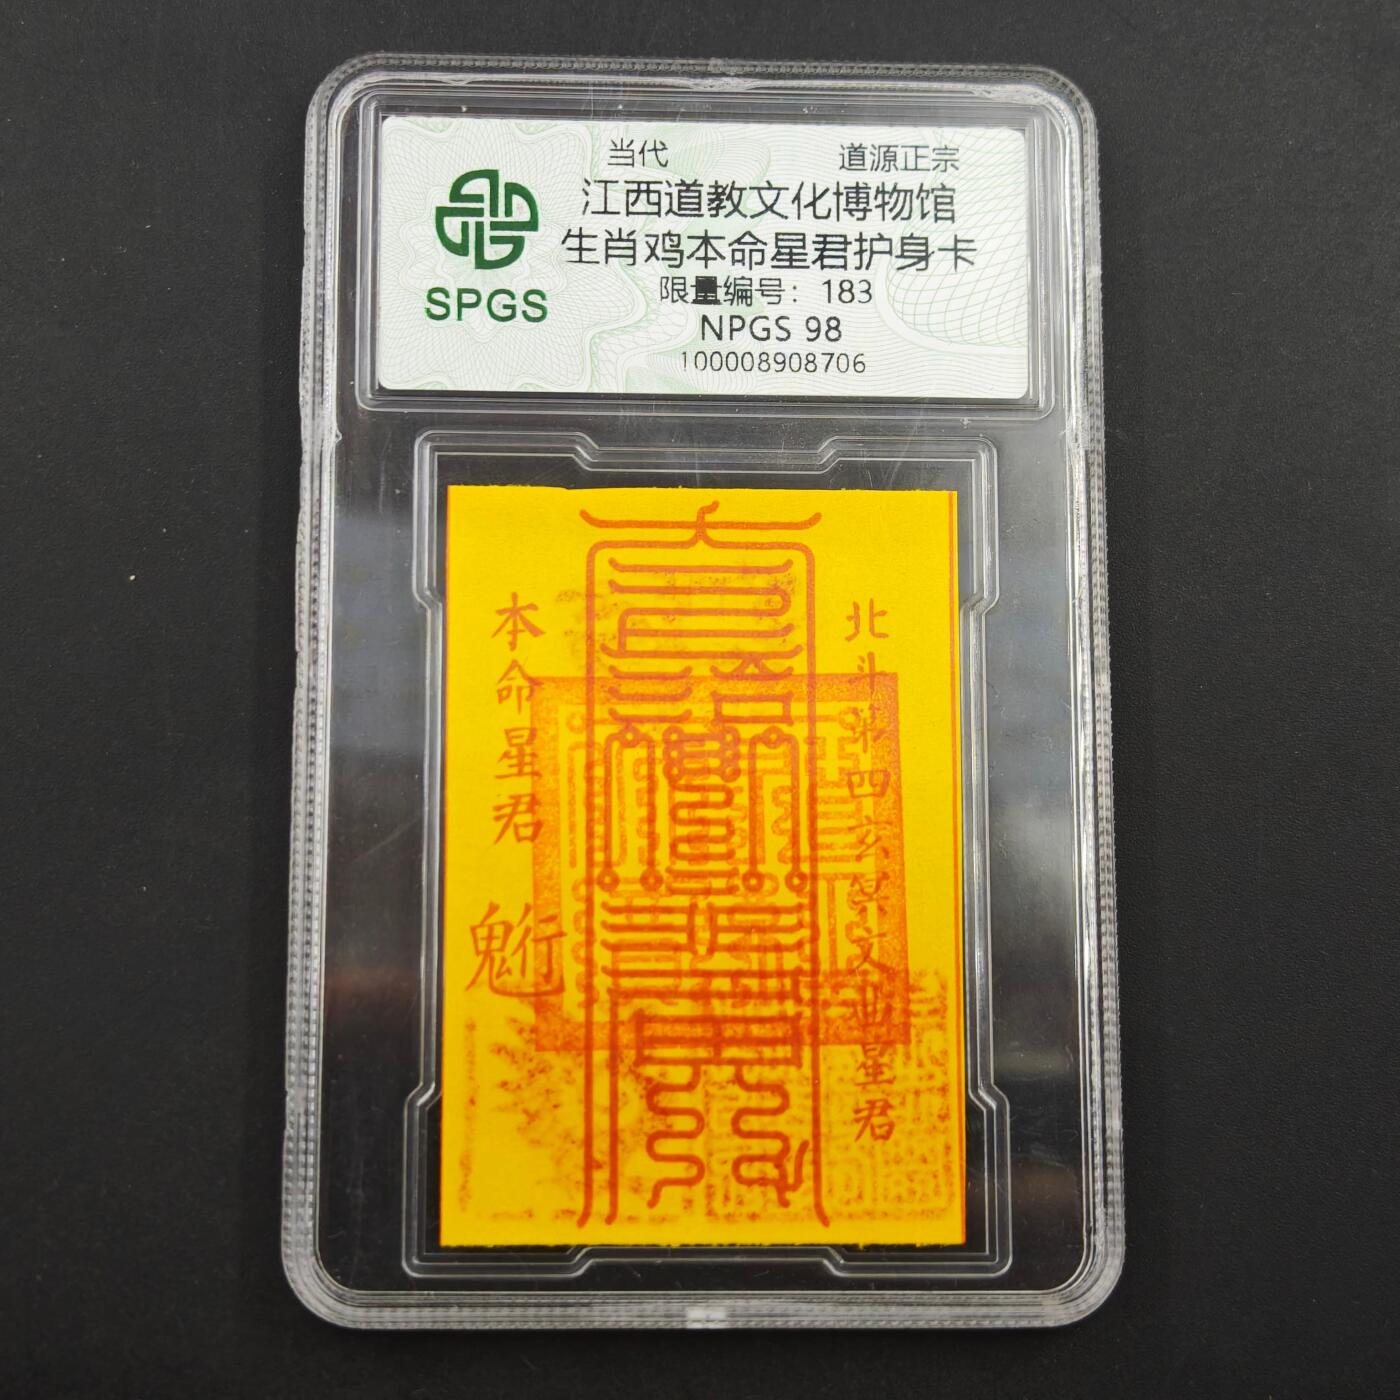 当代 道源正宗
江西道教文化博物馆
生肖鸡本命星君护身卡
限量编号：183
NPGS 98
100008908706
SPGS
北斗第四玄冥文曲星君
本命星君